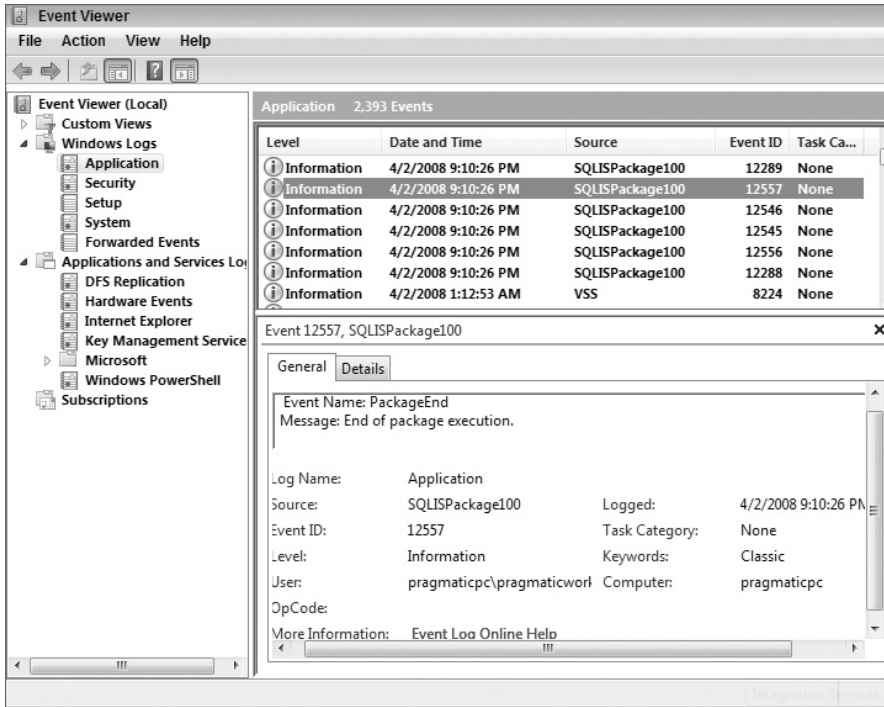 Event Viewer
File Action View Help
Event Viewer (Local)
Custom Views
Windows Logs
Application
Security
Setup
System
Forwarded Events
Applications and Services Lo
DFS Replication
Hardware Events
Internet Explorer
Key Management Service
Microsoft
Windows PowerShell
Subscriptions
Application 2,393 Events
Level Date and Time Source Event ID Task Ca...
Information 4/2/2008 9:10:26 PM SQLISPackage100 12289 None
Information 4/2/2008 9:10:26 PM SQLISPackage100 12557 None
Information 4/2/2008 9:10:26 PM SQLISPackage100 12546 None
Information 4/2/2008 9:10:26 PM SQLISPackage100 12545 None
Information 4/2/2008 9:10:26 PM SQLISPackage100 12556 None
Information 4/2/2008 9:10:26 PM SQLISPackage100 12288 None
Information 4/2/2008 1:12:53 AM VSS 8224 None
Event 12557, SQLISPackage100
General Details
Event Name: PackageEnd
Message: End of package execution.
Log Name: Application
Source: SQLISPackage100 Logged: 4/2/2008 9:10:26 PM
Event ID: 12557 Task Category: None
Level: Information Keywords: Classic
User: pragmaticpc\pragmaticwork Computer: pragmaticpc
OpCode:
More Information: Event Log Online Help
Integration Services